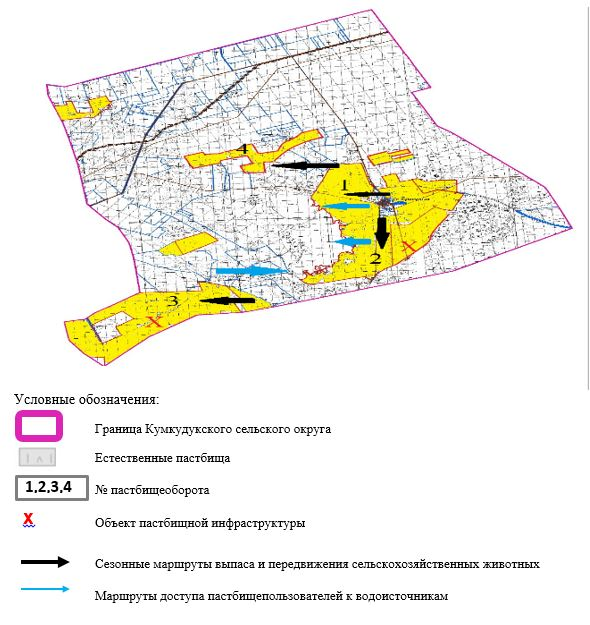 4
1
2
3
X
X
Условные обозначения:
Граница Кумкудукского сельского округа
Естественные пастбища
1,2,3,4 № пастбищеоборота
X Объект пастбищной инфраструктуры
Сезонные маршруты выпаса и передвижения сельскохозяйственных животных
Маршруты доступа пастбищепользователей к водоисточникам